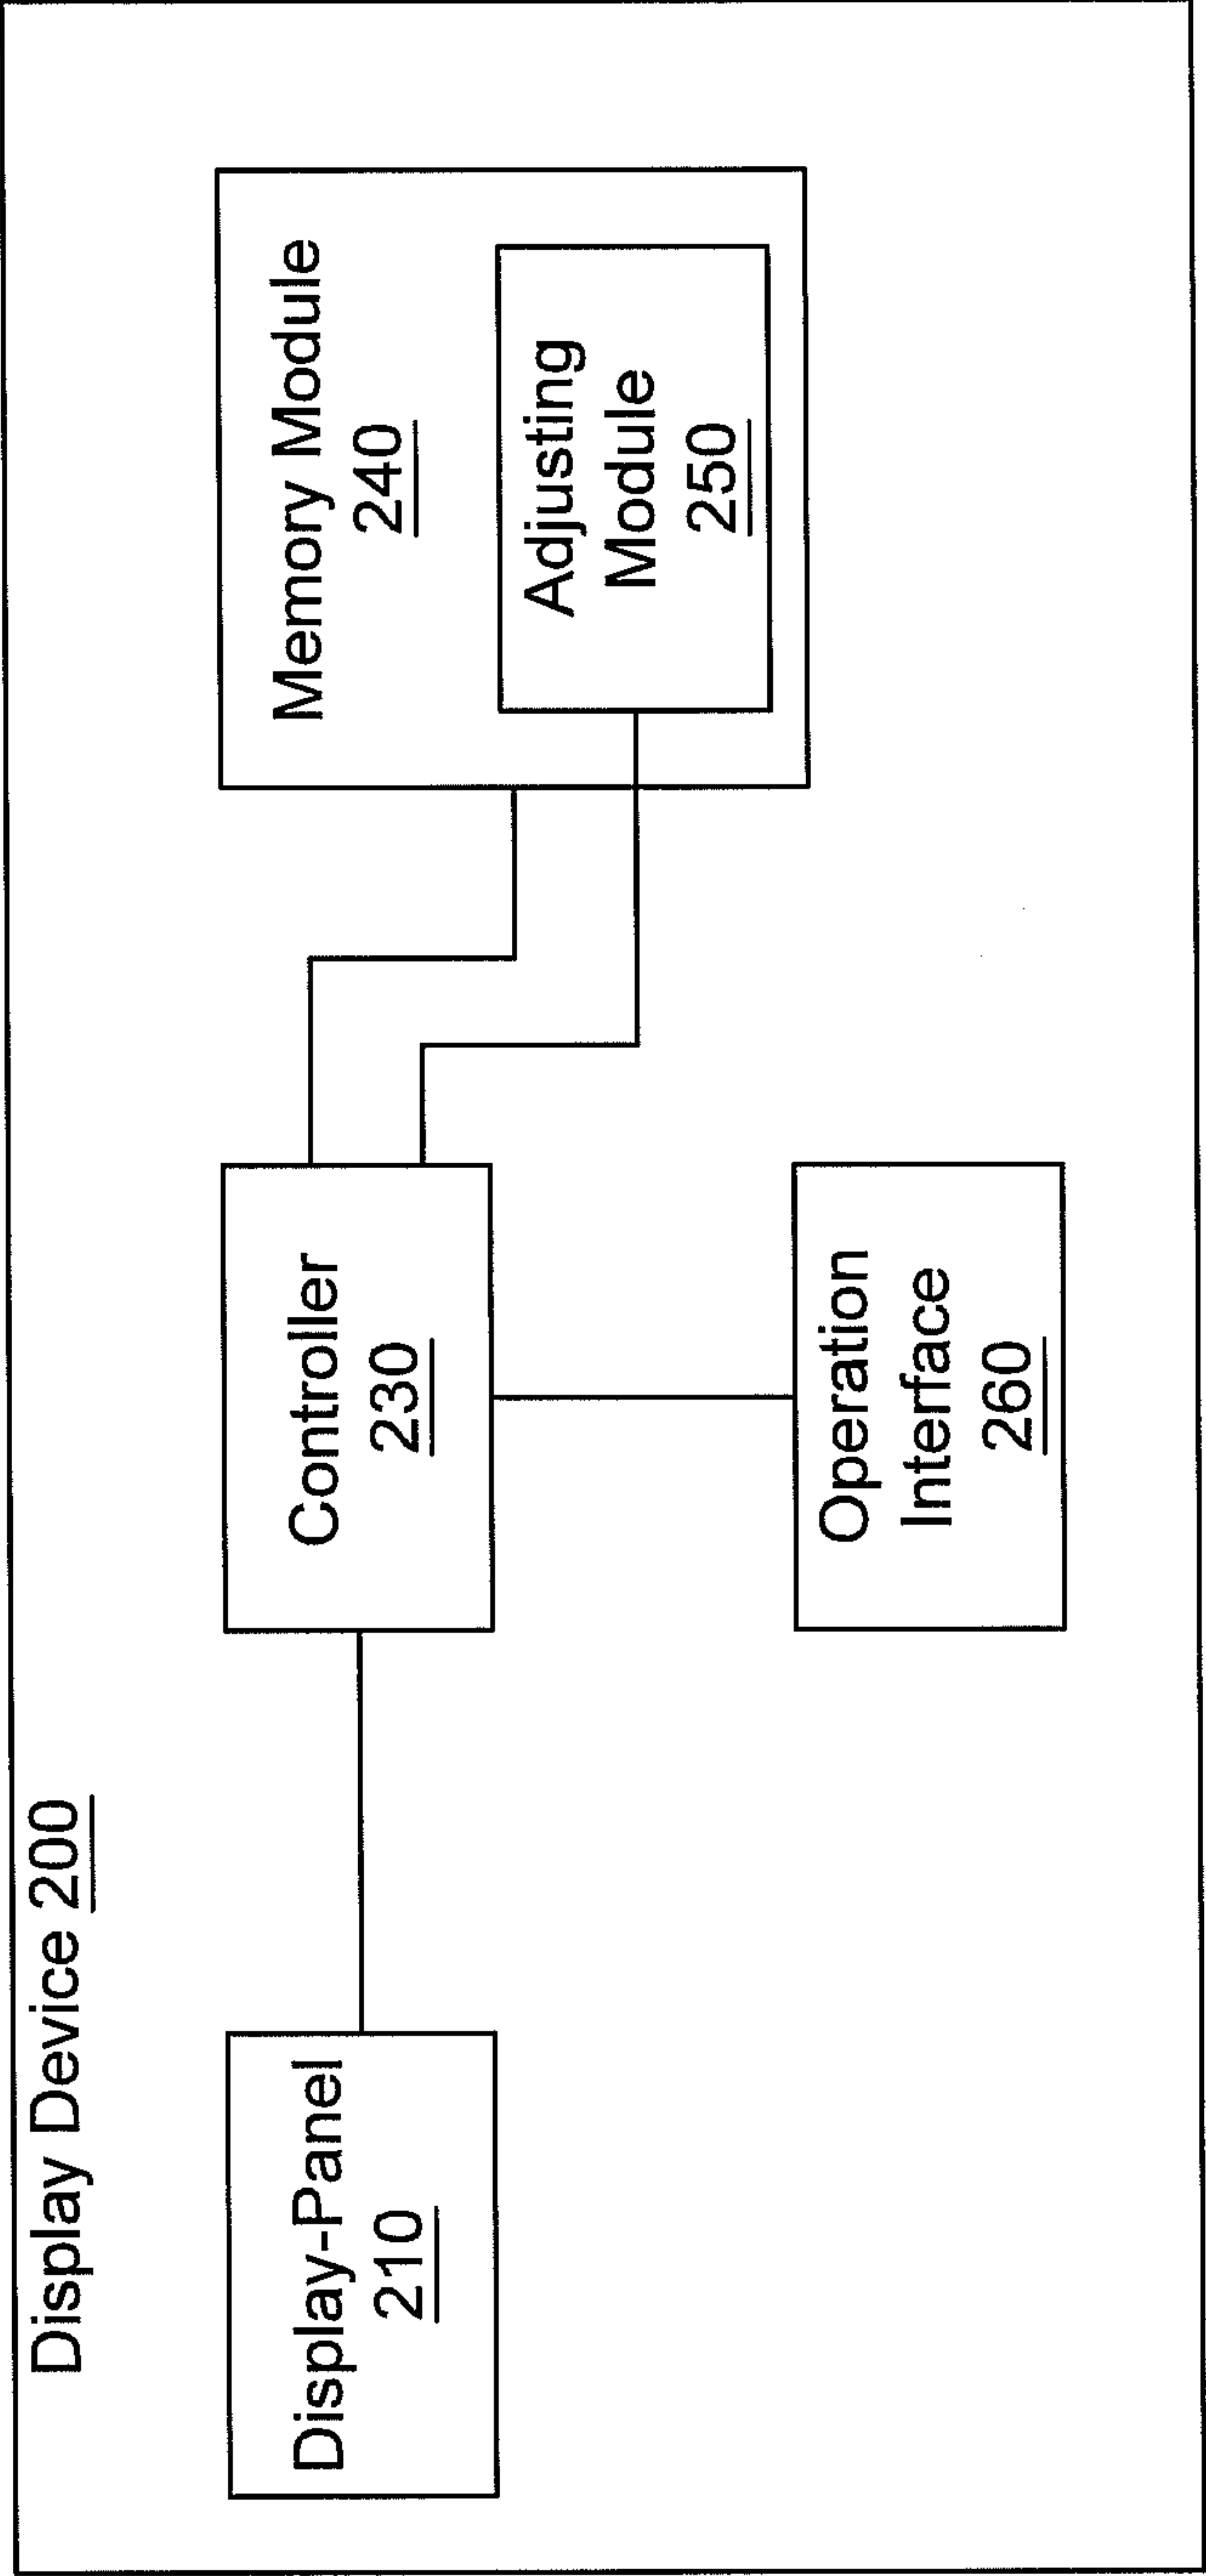 Display Device 200
Display-Panel
210
Controller
230
Memory Module
240
Adjusting
Module
250
Operation
Interface
260